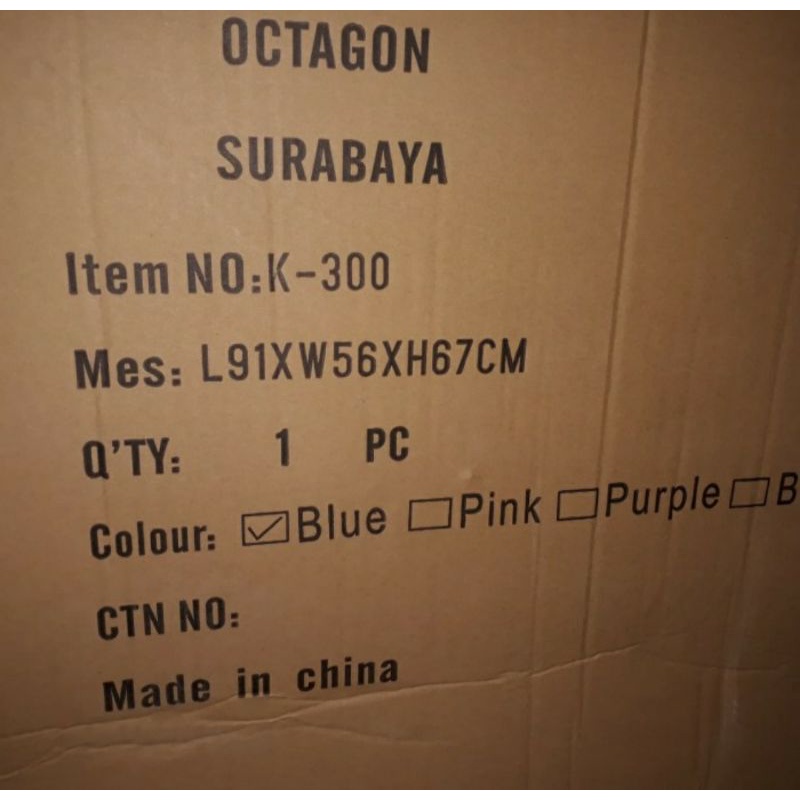 OCTAGON
SURABAYA
Item NO:K-300
Mes: L91XW56XH67CM
Q'TY: 1 PC
Colour: ☑Blue ☐Pink ☐Purple ☐B
CTN NO:
Made in china